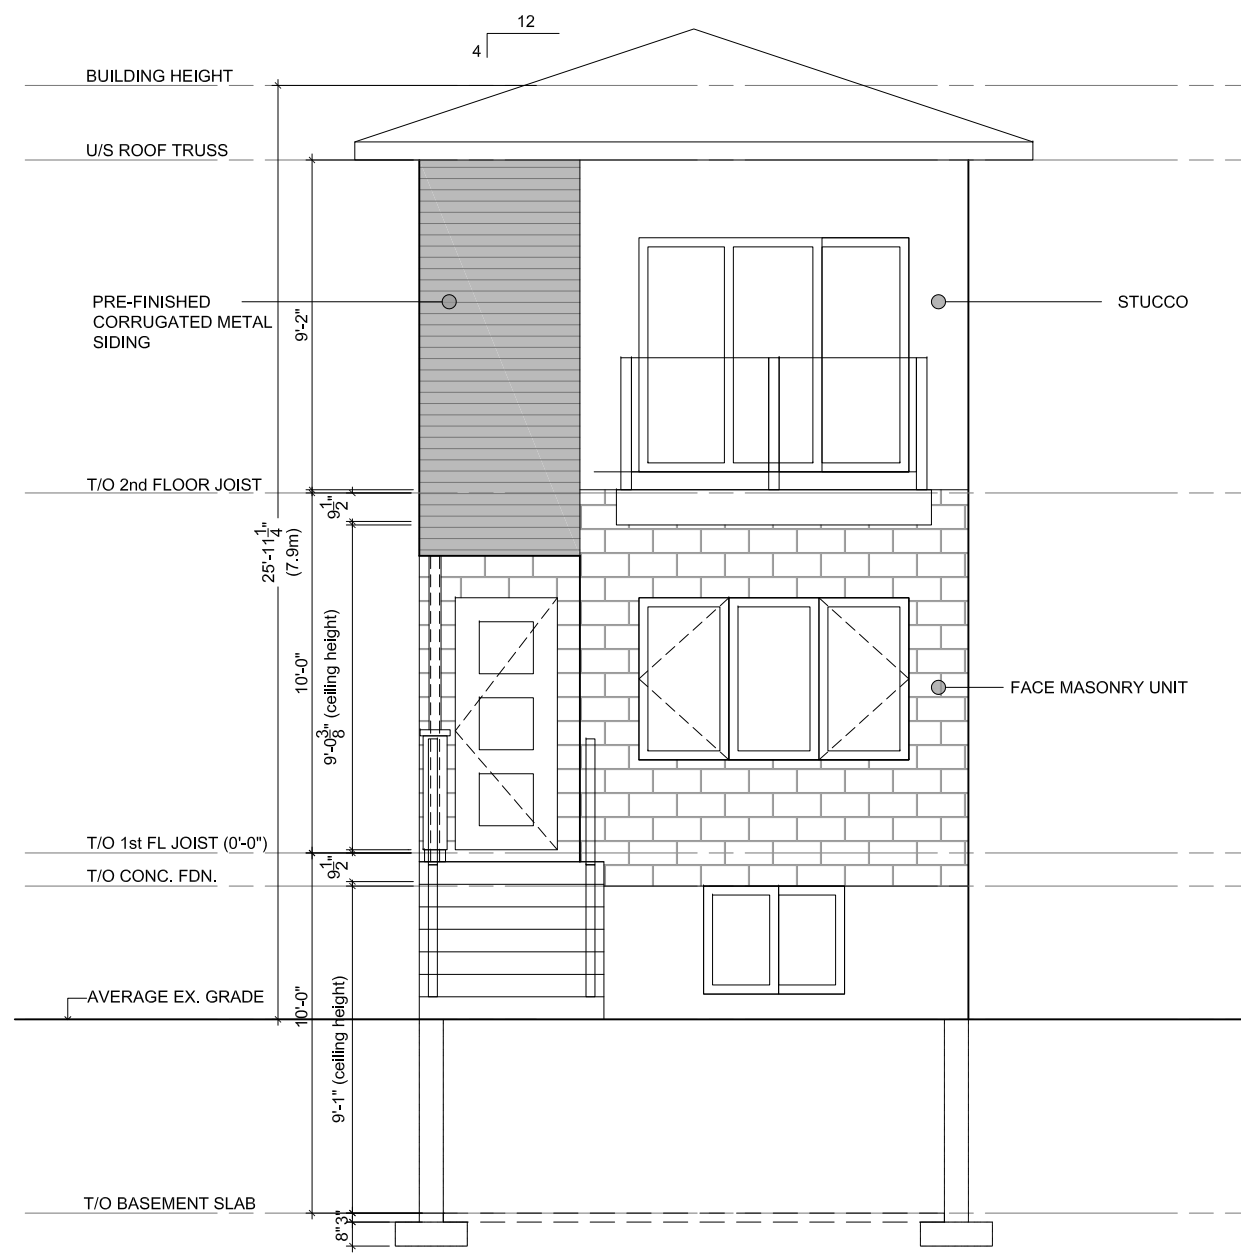 12
4
BUILDING HEIGHT
U/S ROOF TRUSS
PRE-FINISHED
CORRUGATED METAL
SIDING
9'-2"
STUCCO
T/O 2nd FLOOR JOIST
9 1/2"
25'-11 1/4"
(7.9m)
10'-0"
9'-0 3/8" (ceiling height)
FACE MASONRY UNIT
T/O 1st FL JOIST (0'-0")
9 1/2"
T/O CONC. FDN.
AVERAGE EX. GRADE
10'-0"
9'-1" (ceiling height)
T/O BASEMENT SLAB
3"
8"